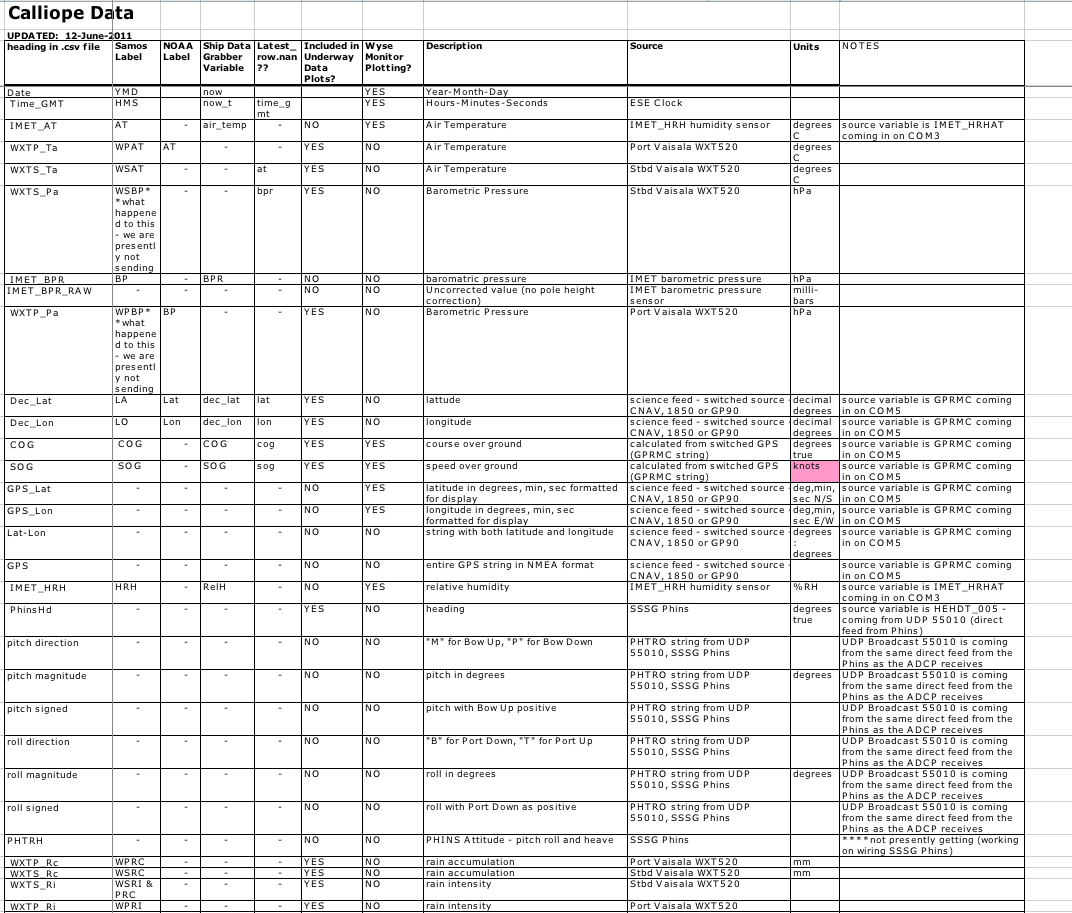 Calliope Data
UPDATED: 12-June-2011
heading in .csv file Samos Label NOAA Label Ship Data Grabber Variable Latest_row.nan ?? Included in Underway Data Plots? Wyse Monitor Plotting? Description Source Units NOTES
Date YMD now YES Year-Month-Day
Time_GMT HMS now_t time_gmt YES Hours-Minutes-Seconds ESE Clock
IMET_AT AT - air_temp - NO YES Air Temperature IMET_HRH humidity sensor degrees C source variable is IMET_HRHAT coming in on COM3
WXTP_Ta WPAT AT - - YES NO Air Temperature Port Vaisala WXT520 degrees C
WXTS_Ta WSAT - - at YES NO Air Temperature Stbd Vaisala WXT520 degrees C
WXTS_Pa WSBP* *what happened to this - we are presently not sending - - bpr YES NO Barometric Pressure Stbd Vaisala WXT520 hPa
IMET_BPR BP - BPR - NO NO baromatric pressure IMET barometric pressure hPa
IMET_BPR_RAW - - - - NO NO Uncorrected value (no pole height correction) IMET barometric pressure sensor milli-bars
WXTP_Pa WPBP* *what happened to this - we are presently not sending BP - - YES NO Barometric Pressure Port Vaisala WXT520 hPa
Dec_Lat LA Lat dec_lat lat YES NO lattude science feed - switched source - CNAV, 1850 or GP90 decimal degrees source variable is GPRMC coming in on COM5
Dec_Lon LO Lon dec_lon lon YES NO longitude science feed - switched source - CNAV, 1850 or GP90 decimal degrees source variable is GPRMC coming in on COM5
COG COG - COG cog YES YES course over ground calculated from switched GPS (GPRMC string) degrees true source variable is GPRMC coming in on COM5
SOG SOG - SOG sog YES YES speed over ground calculated from switched GPS (GPRMC string) knots source variable is GPRMC coming in on COM5
GPS_Lat - - - - NO YES latitude in degrees, min, sec formatted for display science feed - switched source - CNAV, 1850 or GP90 deg,min, sec N/S source variable is GPRMC coming in on COM5
GPS_Lon - - - - NO YES longitude in degrees, min, sec formatted for display science feed - switched source - CNAV, 1850 or GP90 deg,min, sec E/W source variable is GPRMC coming in on COM5
Lat-Lon - - - - NO NO string with both latitude and longitude science feed - switched source - CNAV, 1850 or GP90 degrees : degrees source variable is GPRMC coming in on COM5
GPS - - - - NO NO entire GPS string in NMEA format science feed - switched source - CNAV, 1850 or GP90 source variable is GPRMC coming in on COM5
IMET_HRH HRH - RelH - NO YES relative humidity IMET_HRH humidity sensor %RH source variable is IMET_HRHAT coming in on COM3
PhinsHd - - - - YES NO heading SSSG Phins degrees true source variable is HEHDT_005 - coming from UDP 55010 (direct feed from Phins)
pitch direction - - - - NO NO "M" for Bow Up, "P" for Bow Down PHTRO string from UDP 55010, SSSG Phins UDP Broadcast 55010 is coming from the same direct feed from the Phins as the ADCP receives
pitch magnitude - - - - NO NO pitch in degrees PHTRO string from UDP 55010, SSSG Phins degrees UDP Broadcast 55010 is coming from the same direct feed from the Phins as the ADCP receives
pitch signed - - - - NO NO pitch with Bow Up positive PHTRO string from UDP 55010, SSSG Phins UDP Broadcast 55010 is coming from the same direct feed from the Phins as the ADCP receives
roll direction - - - - NO NO "B" for Port Down, "T" for Port Up PHTRO string from UDP 55010, SSSG Phins UDP Broadcast 55010 is coming from the same direct feed from the Phins as the ADCP receives
roll magnitude - - - - NO NO roll in degrees PHTRO string from UDP 55010, SSSG Phins degrees UDP Broadcast 55010 is coming from the same direct feed from the Phins as the ADCP receives
roll signed - - - - NO NO roll with Port Down as positive PHTRO string from UDP 55010, SSSG Phins UDP Broadcast 55010 is coming from the same direct feed from the Phins as the ADCP receives
PHTRH - - - - NO NO PHINS Attitude - pitch roll and heave SSSG Phins ****not presently getting (working on wiring SSSG Phins)
WXTP_Rc WPRC - - - YES NO rain accumulation Port Vaisala WXT520 mm
WXTS_Rc WSRC - - - YES NO rain accumulation Stbd Vaisala WXT520 mm
WXTS_Ri WSRI & PRC - - - YES NO rain intensity Stbd Vaisala WXT520
WXTP_Ri WPRI - - - YES NO rain intensity Port Vaisala WXT520